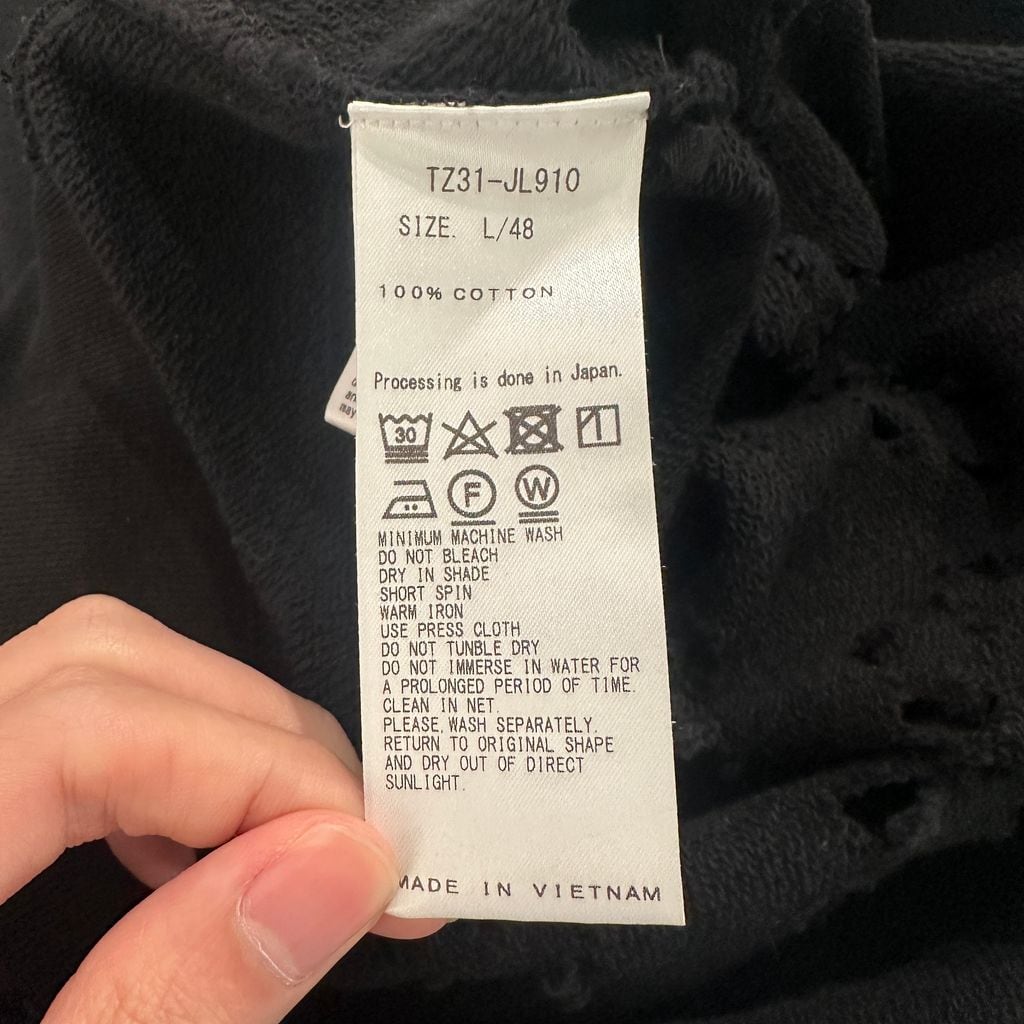 TZ31-JL910
SIZE. L/48
100% COTTON
Processing is done in Japan.
30
F W
MINIMUM MACHINE WASH
DO NOT BLEACH
DRY IN SHADE
SHORT SPIN
WARM IRON
USE PRESS CLOTH
DO NOT TUNBLE DRY
DO NOT IMMERSE IN WATER FOR
A PROLONGED PERIOD OF TIME.
CLEAN IN NET.
PLEASE.WASH SEPARATELY.
RETURN TO ORIGINAL SHAPE
AND DRY OUT OF DIRECT
SUNLIGHT.
MADE IN VIETNAM
may